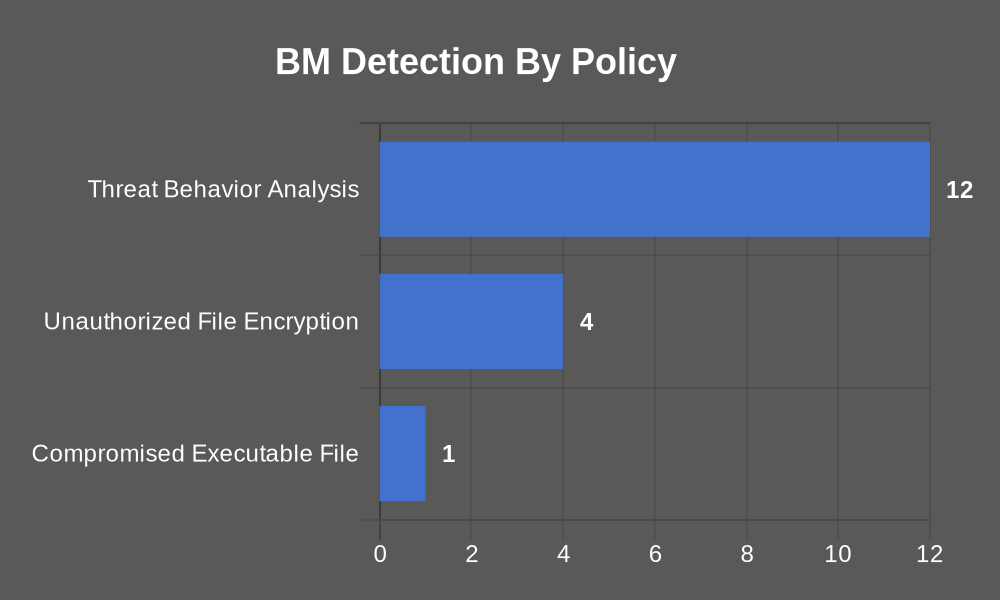 BM Detection By Policy
Threat Behavior Analysis 12
Unauthorized File Encryption 4
Compromised Executable File 1
0 2 4 6 8 10 12